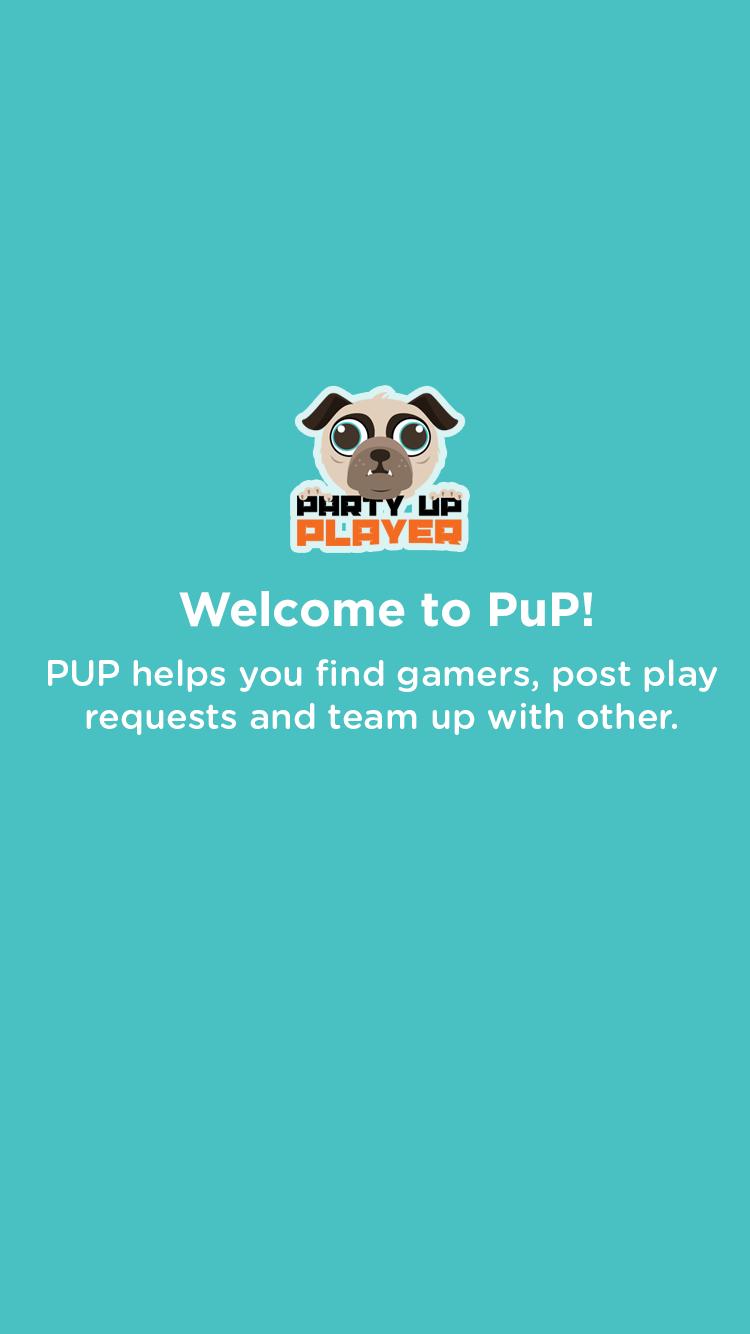 PARTY UP
PLAYER
Welcome to PuP!
PUP helps you find gamers, post play
requests and team up with other.